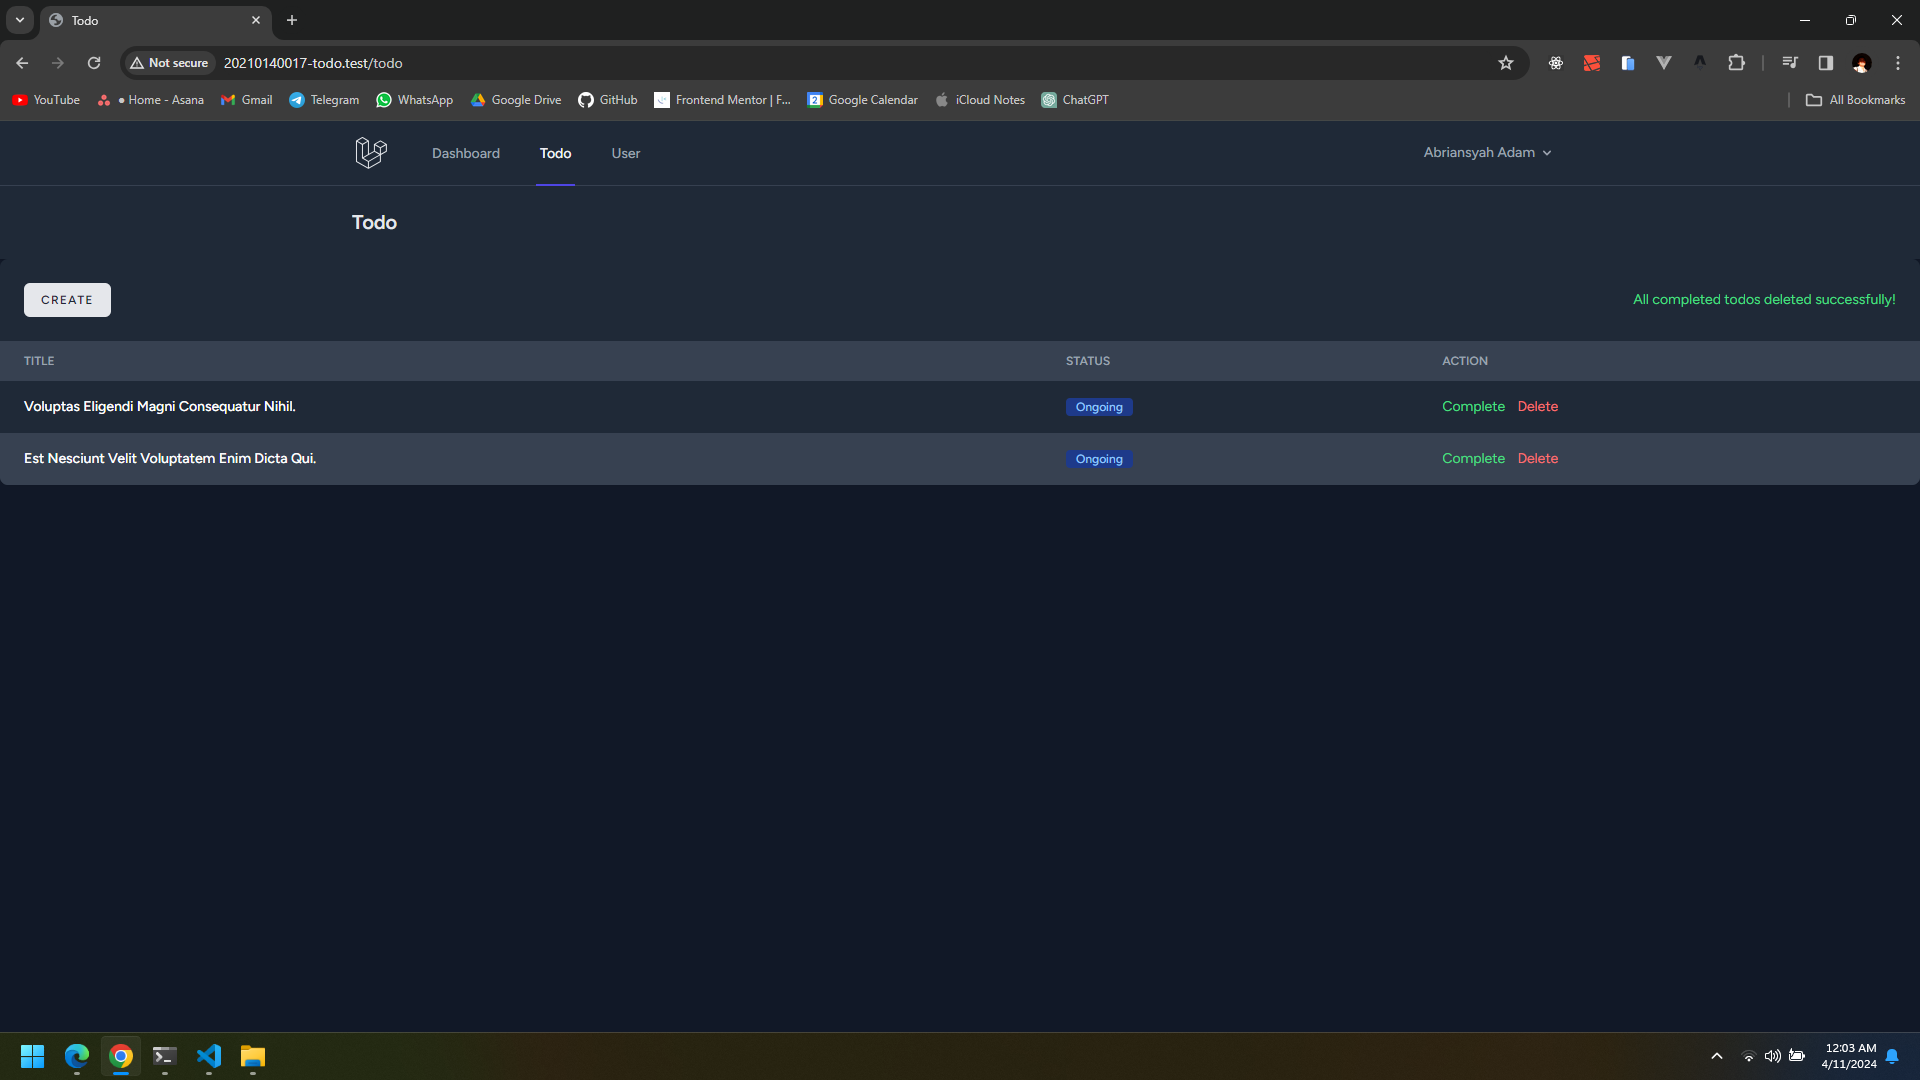 Todo
Not secure 20210140017-todo.test/todo
YouTube ● Home - Asana Gmail Telegram WhatsApp Google Drive GitHub Frontend Mentor | F... 2 Google Calendar iCloud Notes ChatGPT All Bookmarks
Dashboard Todo User Abriansyah Adam
Todo
CREATE All completed todos deleted successfully!
TITLE STATUS ACTION
Voluptas Eligendi Magni Consequatur Nihil. Ongoing Complete Delete
Est Nesciunt Velit Voluptatem Enim Dicta Qui. Ongoing Complete Delete
12:03 AM
4/11/2024